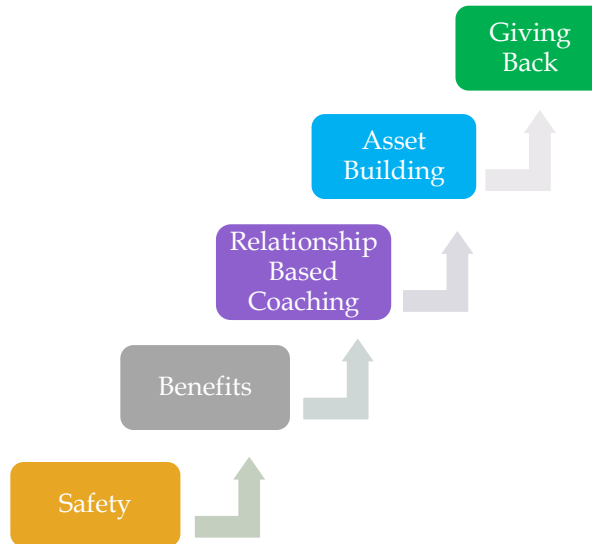 Giving
Back
Asset
Building
Relationship
Based
Coaching
Benefits
Safety